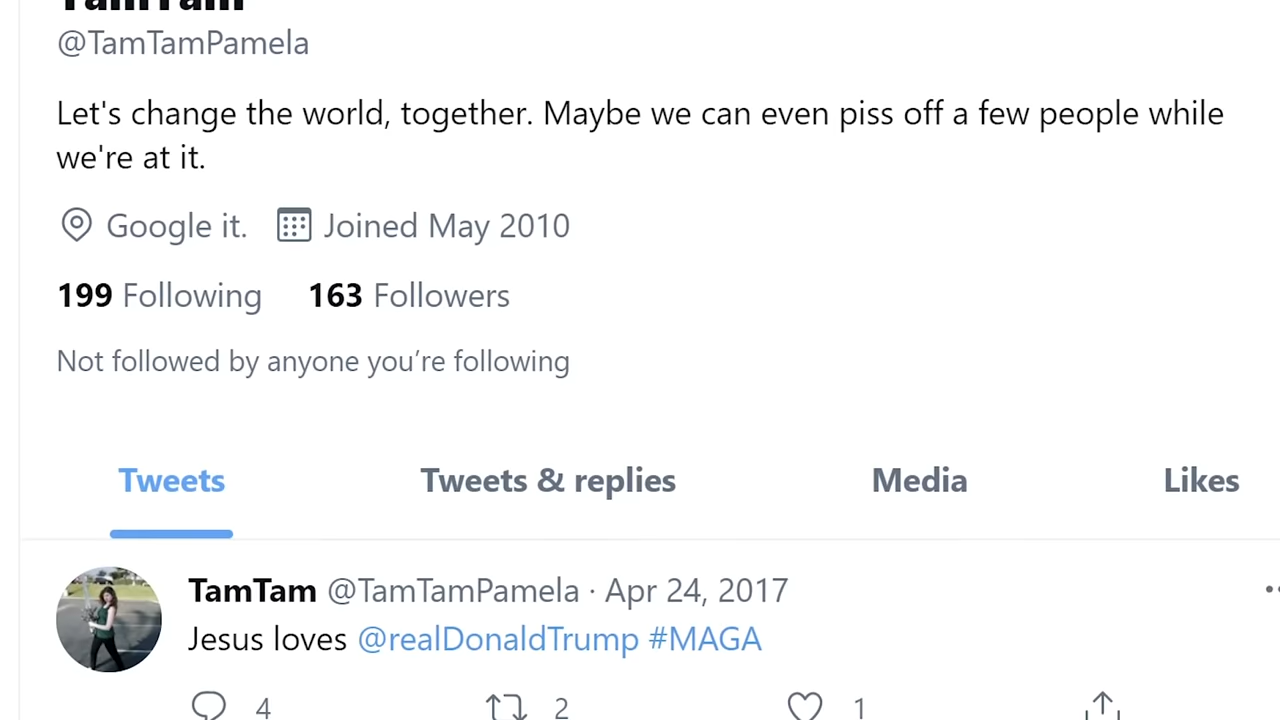 TamTam
@TamTamPamela
Let's change the world, together. Maybe we can even piss off a few people while
we're at it.
Google it. Joined May 2010
199 Following 163 Followers
Not followed by anyone you’re following
Tweets Tweets & replies Media Likes
TamTam @TamTamPamela · Apr 24, 2017
Jesus loves @realDonaldTrump #MAGA
4 2 1